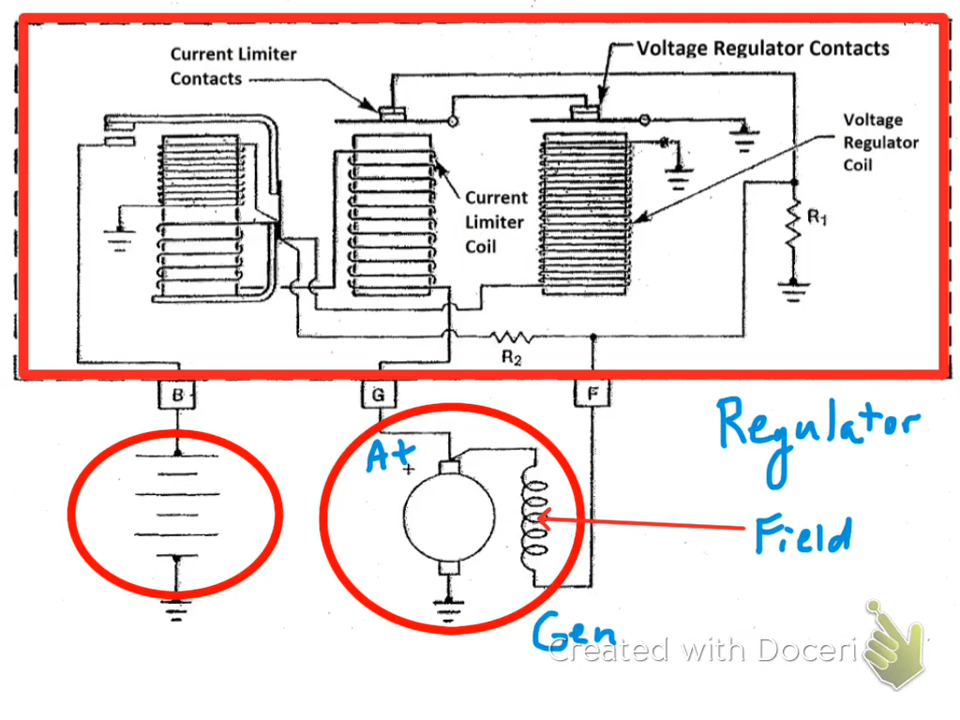 Current Limiter
Contacts
Voltage Regulator Contacts
Voltage
Regulator
Coil
Current
Limiter
Coil
R1
R2
B
G
F
A+
Regulator
Field
Gen
Created with Doceri